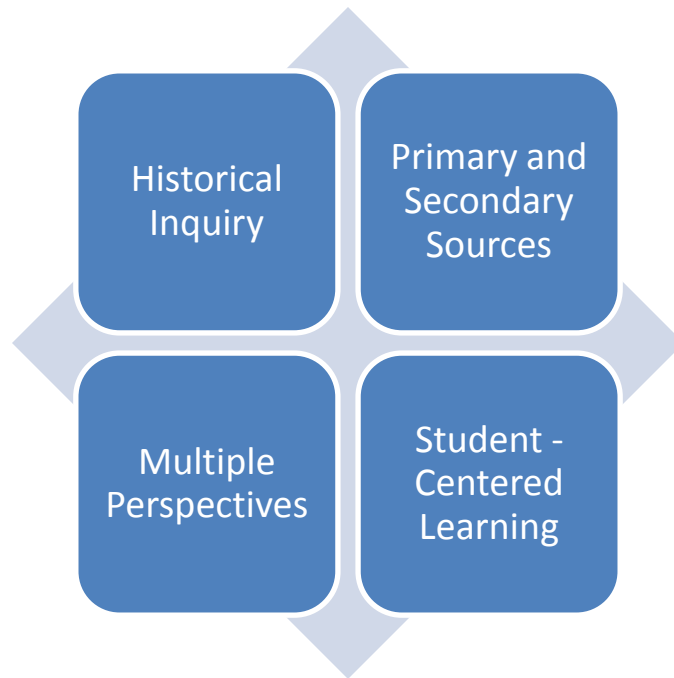 Historical
Inquiry
Primary and
Secondary
Sources
Multiple
Perspectives
Student -
Centered
Learning